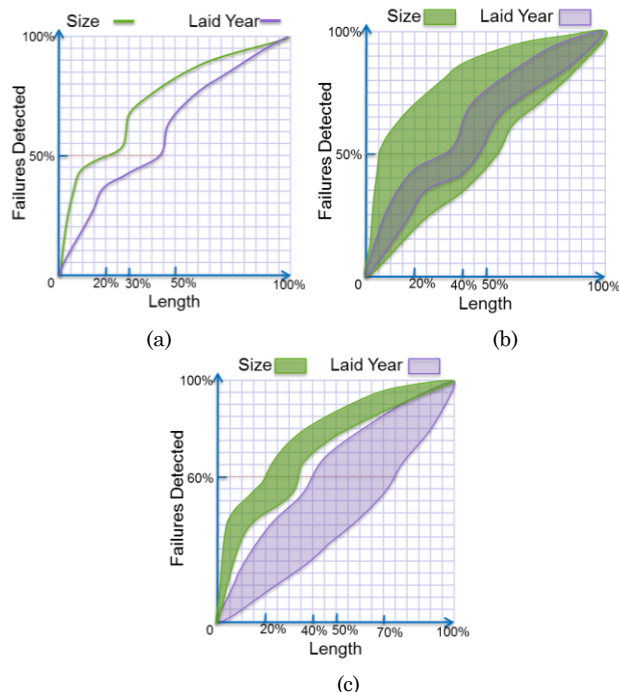 Size Laid Year
100%
Failures Detected
50%
0 20% 30% 50% 100%
Length
(a)
Size Laid Year
100%
Failures Detected
50%
0 20% 40% 50% 100%
Length
(b)
Size Laid Year
100%
Failures Detected
60%
0 20% 40% 50% 70% 100%
Length
(c)